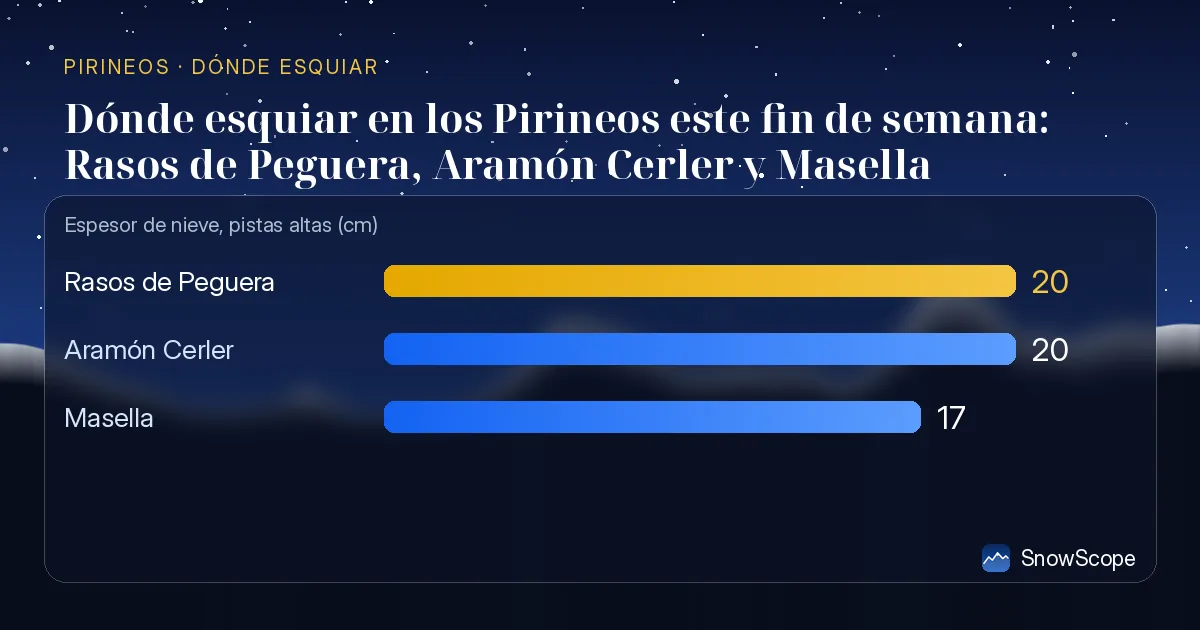 PIRINEOS · DÓNDE ESQUIAR
Dónde esquiar en los Pirineos este fin de semana:
Rasos de Peguera, Aramón Cerler y Masella
Espesor de nieve, pistas altas (cm)
Rasos de Peguera 20
Aramón Cerler 20
Masella 17
SnowScope